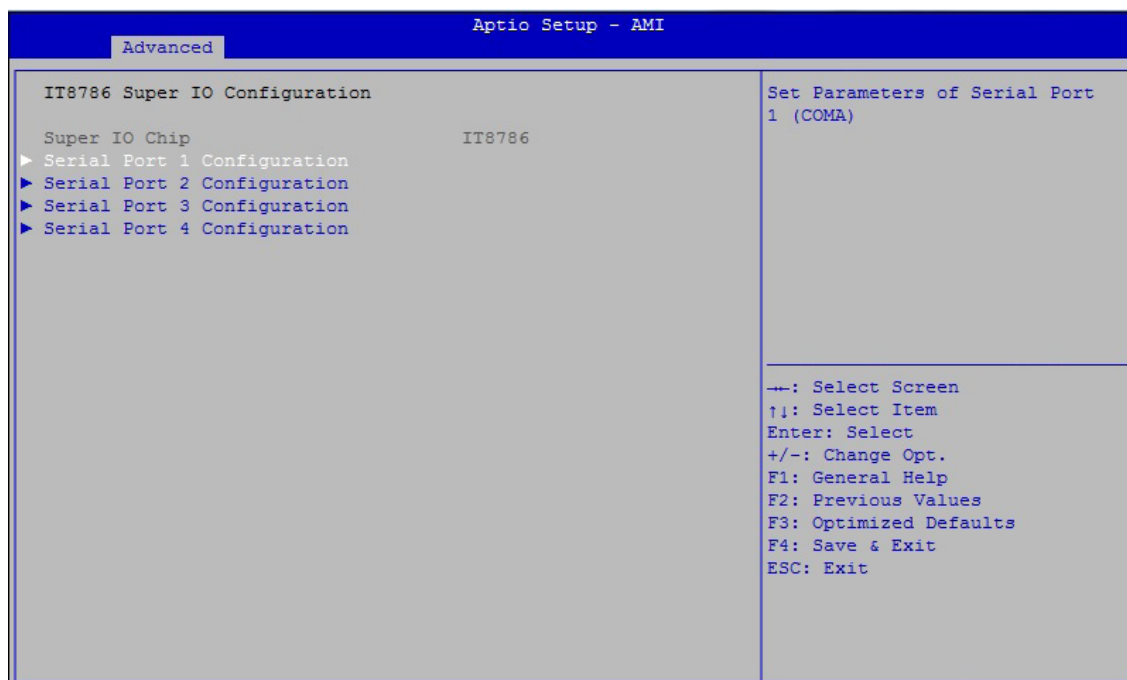 Aptio Setup - AMI
Advanced
IT8786 Super IO Configuration
Super IO Chip IT8786
► Serial Port 1 Configuration
► Serial Port 2 Configuration
► Serial Port 3 Configuration
► Serial Port 4 Configuration
Set Parameters of Serial Port
1 (COMA)
→←: Select Screen
↑↓: Select Item
Enter: Select
+/-: Change Opt.
F1: General Help
F2: Previous Values
F3: Optimized Defaults
F4: Save & Exit
ESC: Exit